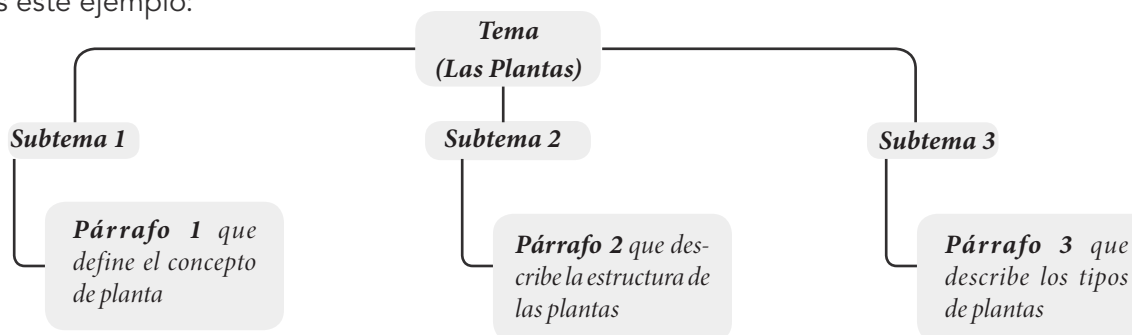 este ejemplo:
Tema
(Las Plantas)
Subtema 1
Subtema 2
Subtema 3
Párrafo 1 que
define el concepto
de planta
Párrafo 2 que des-
cribe la estructura de
las plantas
Párrafo 3 que
describe los tipos
de plantas